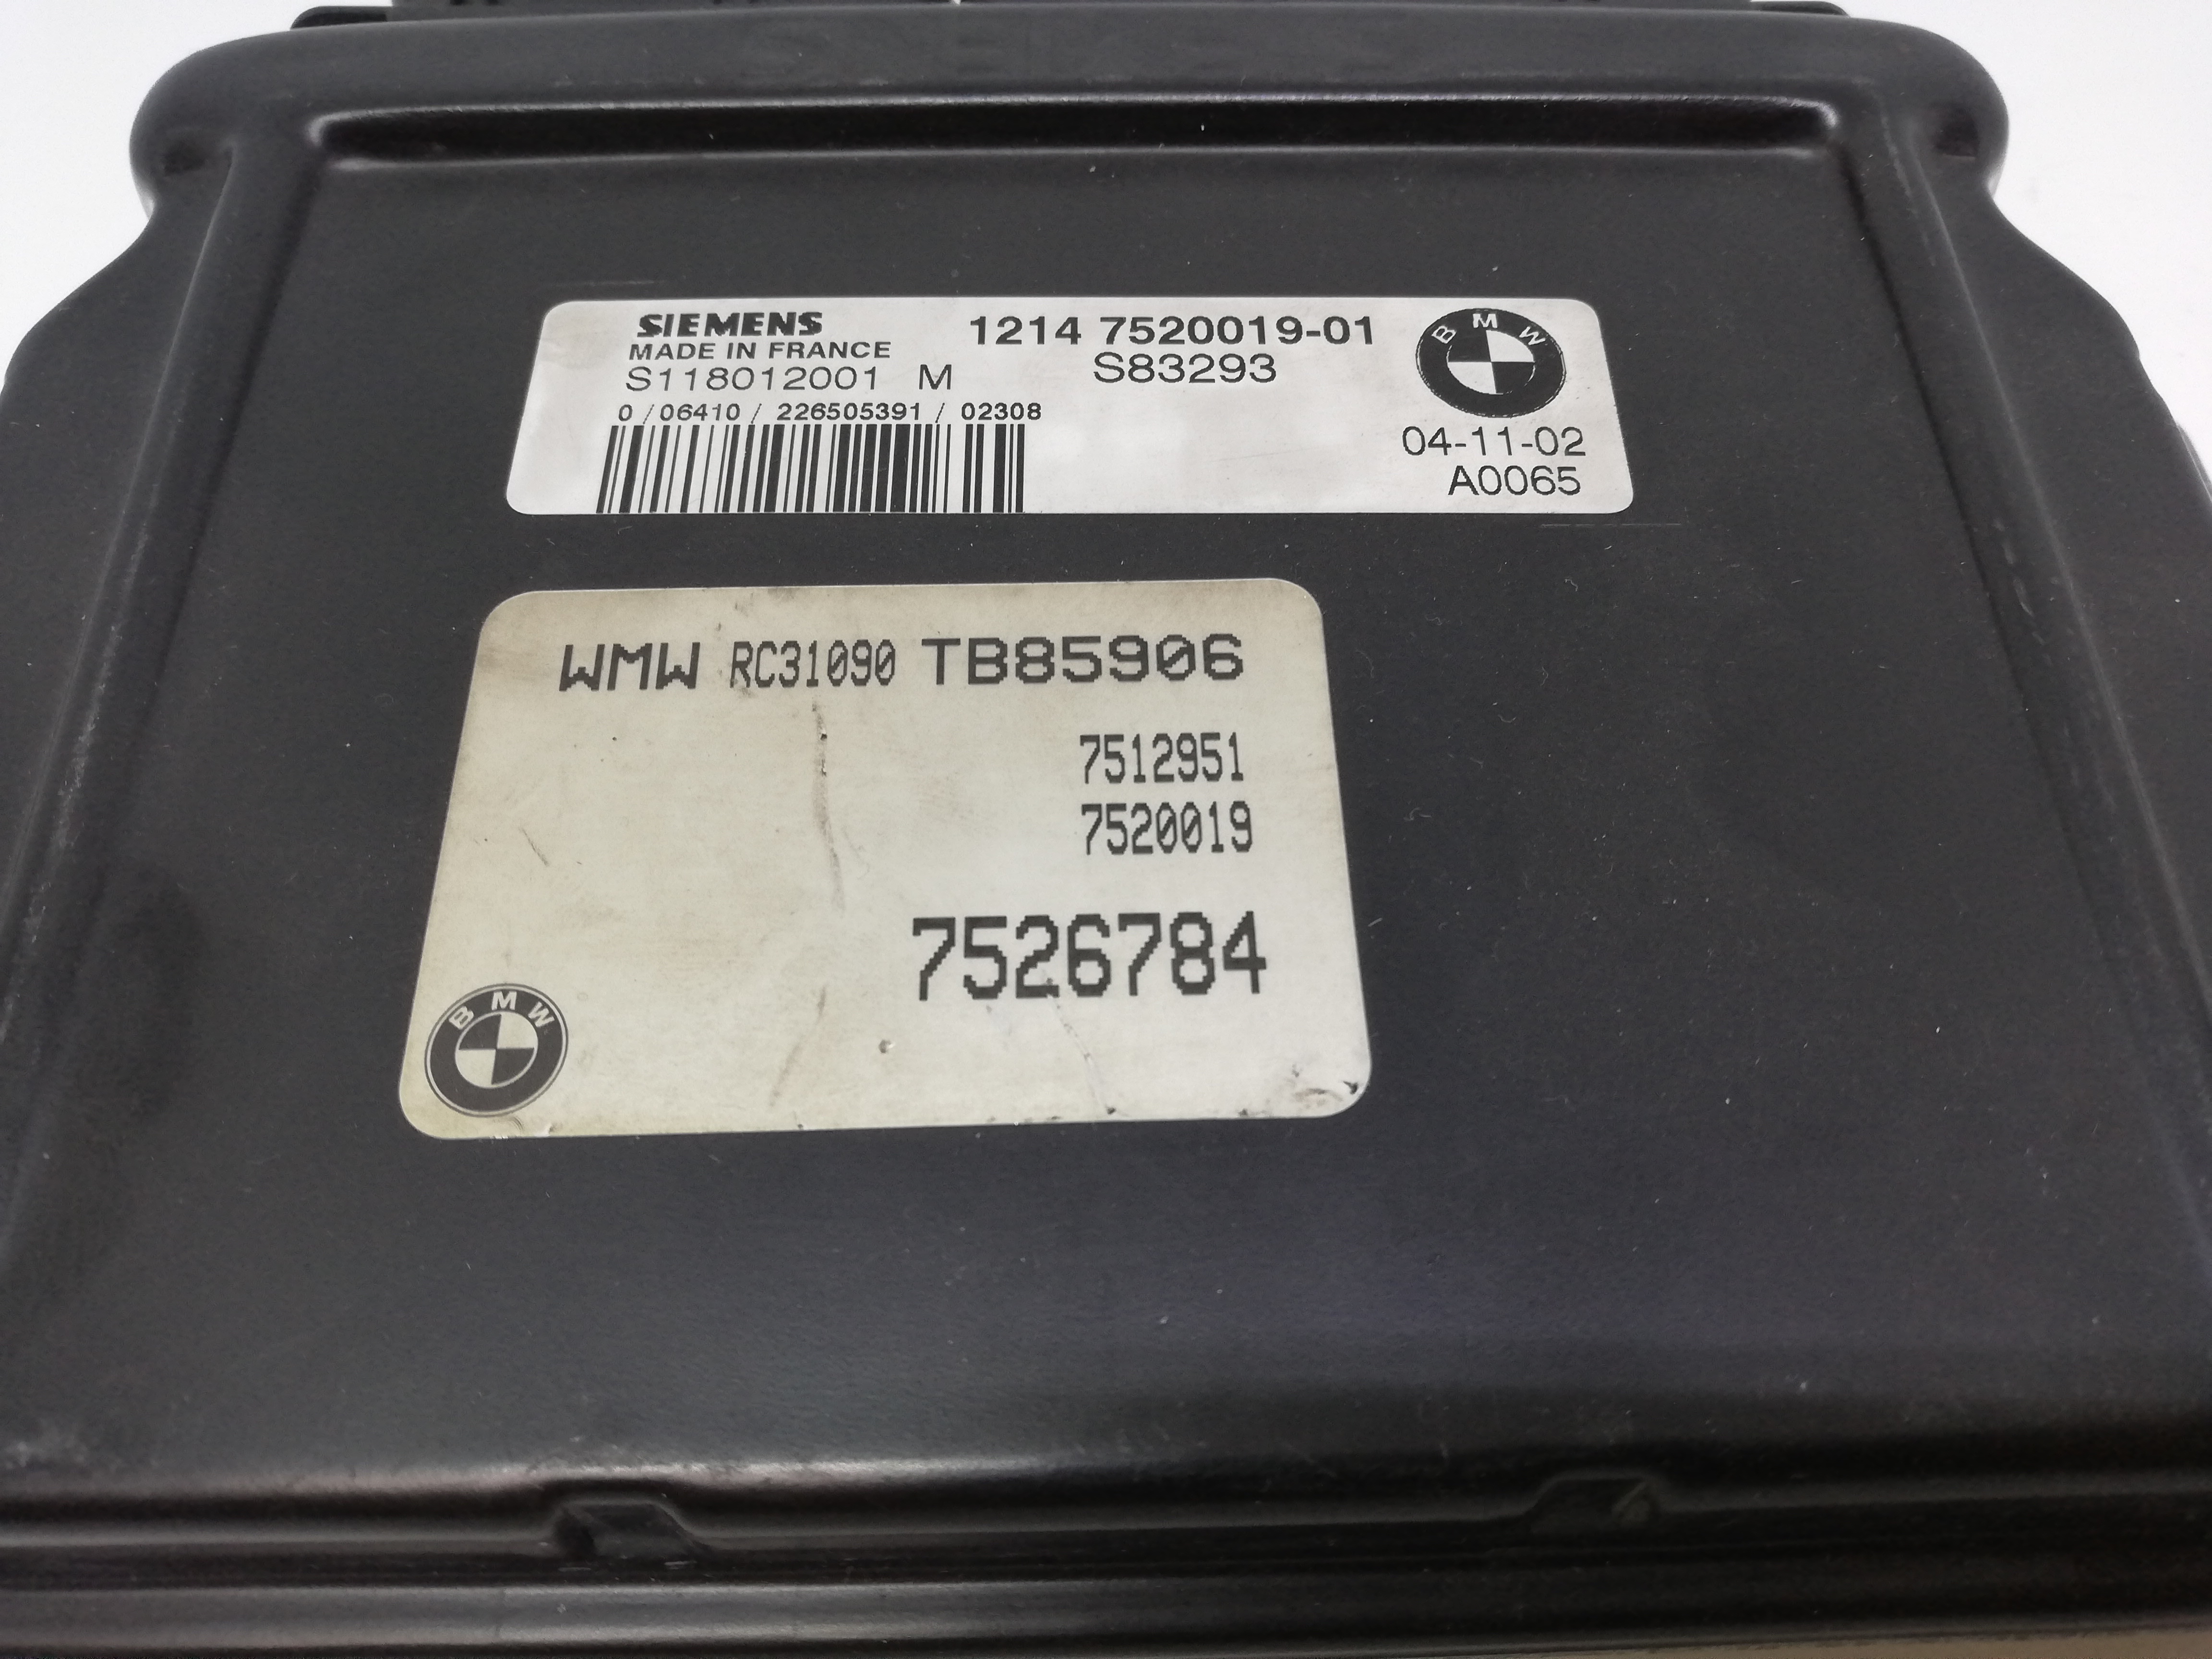 SIEMENS 1214 7520019-01
MADE IN FRANCE S83293
S118012001 M
0/06410/226505391/02308
BMW
04-11-02
A0065
WMW RC31090 TB85906
7512951
7520019
7526784
BMW